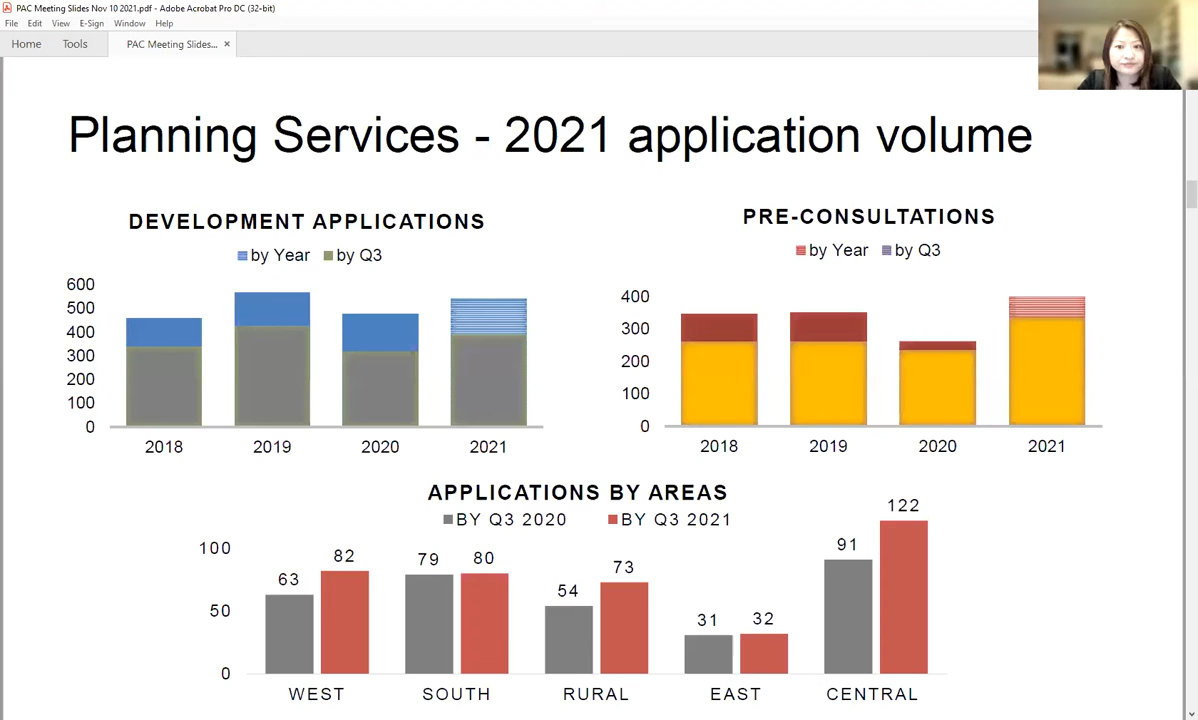 PAC Meeting Slides Nov 10 2021.pdf - Adobe Acrobat Pro DC (32-bit)
File Edit View E-Sign Window Help
Home Tools PAC Meeting Slides... ×
Planning Services - 2021 application volume
DEVELOPMENT APPLICATIONS
by Year by Q3
600
500
400
300
200
100
0
2018 2019 2020 2021
PRE-CONSULTATIONS
by Year by Q3
400
300
200
100
0
2018 2019 2020 2021
APPLICATIONS BY AREAS
BY Q3 2020 BY Q3 2021
100
50
0
63 82 79 80 54 73 31 32 91 122
WEST SOUTH RURAL EAST CENTRAL